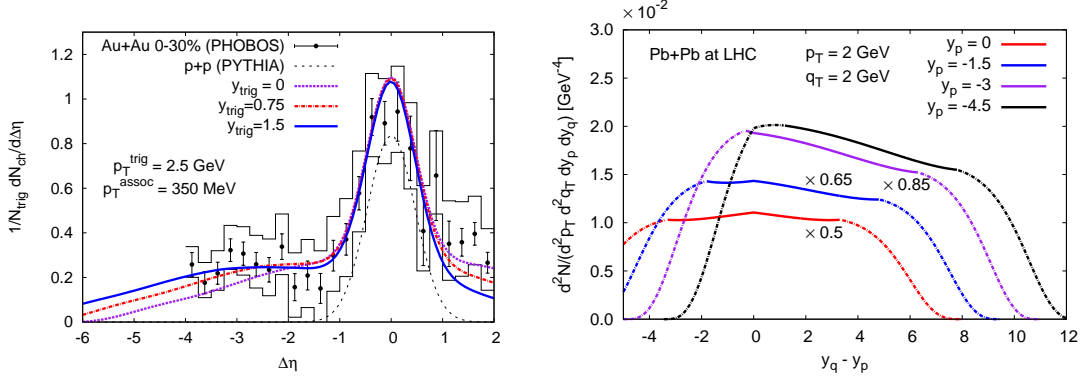 1/N_trig dN_ch/dΔη
1.2
1
0.8
0.6
0.4
0.2
0
Au+Au 0-30% (PHOBOS)
p+p (PYTHIA)
y_trig = 0
y_trig=0.75
y_trig=1.5
p_T^trig = 2.5 GeV
p_T^assoc = 350 MeV
-6 -5 -4 -3 -2 -1 0 1 2
Δη
× 10^-2
d²N/(d²p_T d²q_T dy_p dy_q) [GeV⁻⁴]
3.0
2.5
2.0
1.5
1.0
0.5
0.0
Pb+Pb at LHC
p_T = 2 GeV
q_T = 2 GeV
y_p = 0
y_p = -1.5
y_p = -3
y_p = -4.5
× 0.65
× 0.85
× 0.5
-4 -2 0 2 4 6 8 10 12
y_q - y_p